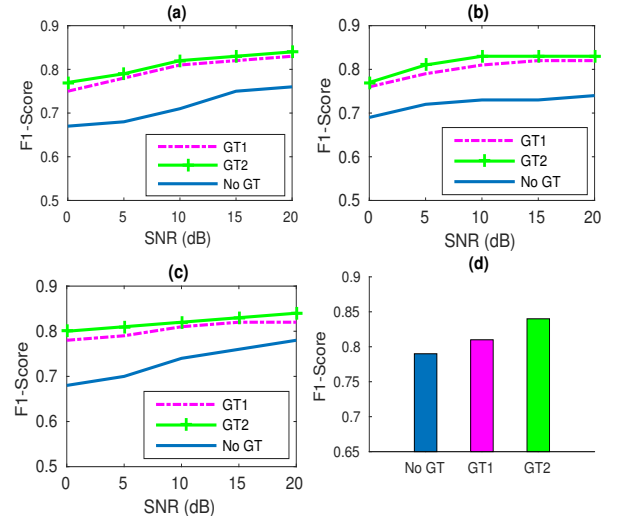 (a)
0.9
0.8
0.7
0.6
0.5
F1-Score
GT1
GT2
No GT
0 5 10 15 20
SNR (dB)
(b)
0.9
0.8
0.7
0.6
0.5
F1-Score
GT1
GT2
No GT
0 5 10 15 20
SNR (dB)
(c)
0.9
0.8
0.7
0.6
0.5
F1-Score
GT1
GT2
No GT
0 5 10 15 20
SNR (dB)
(d)
0.9
0.85
0.8
0.75
0.7
0.65
F1-Score
No GT GT1 GT2